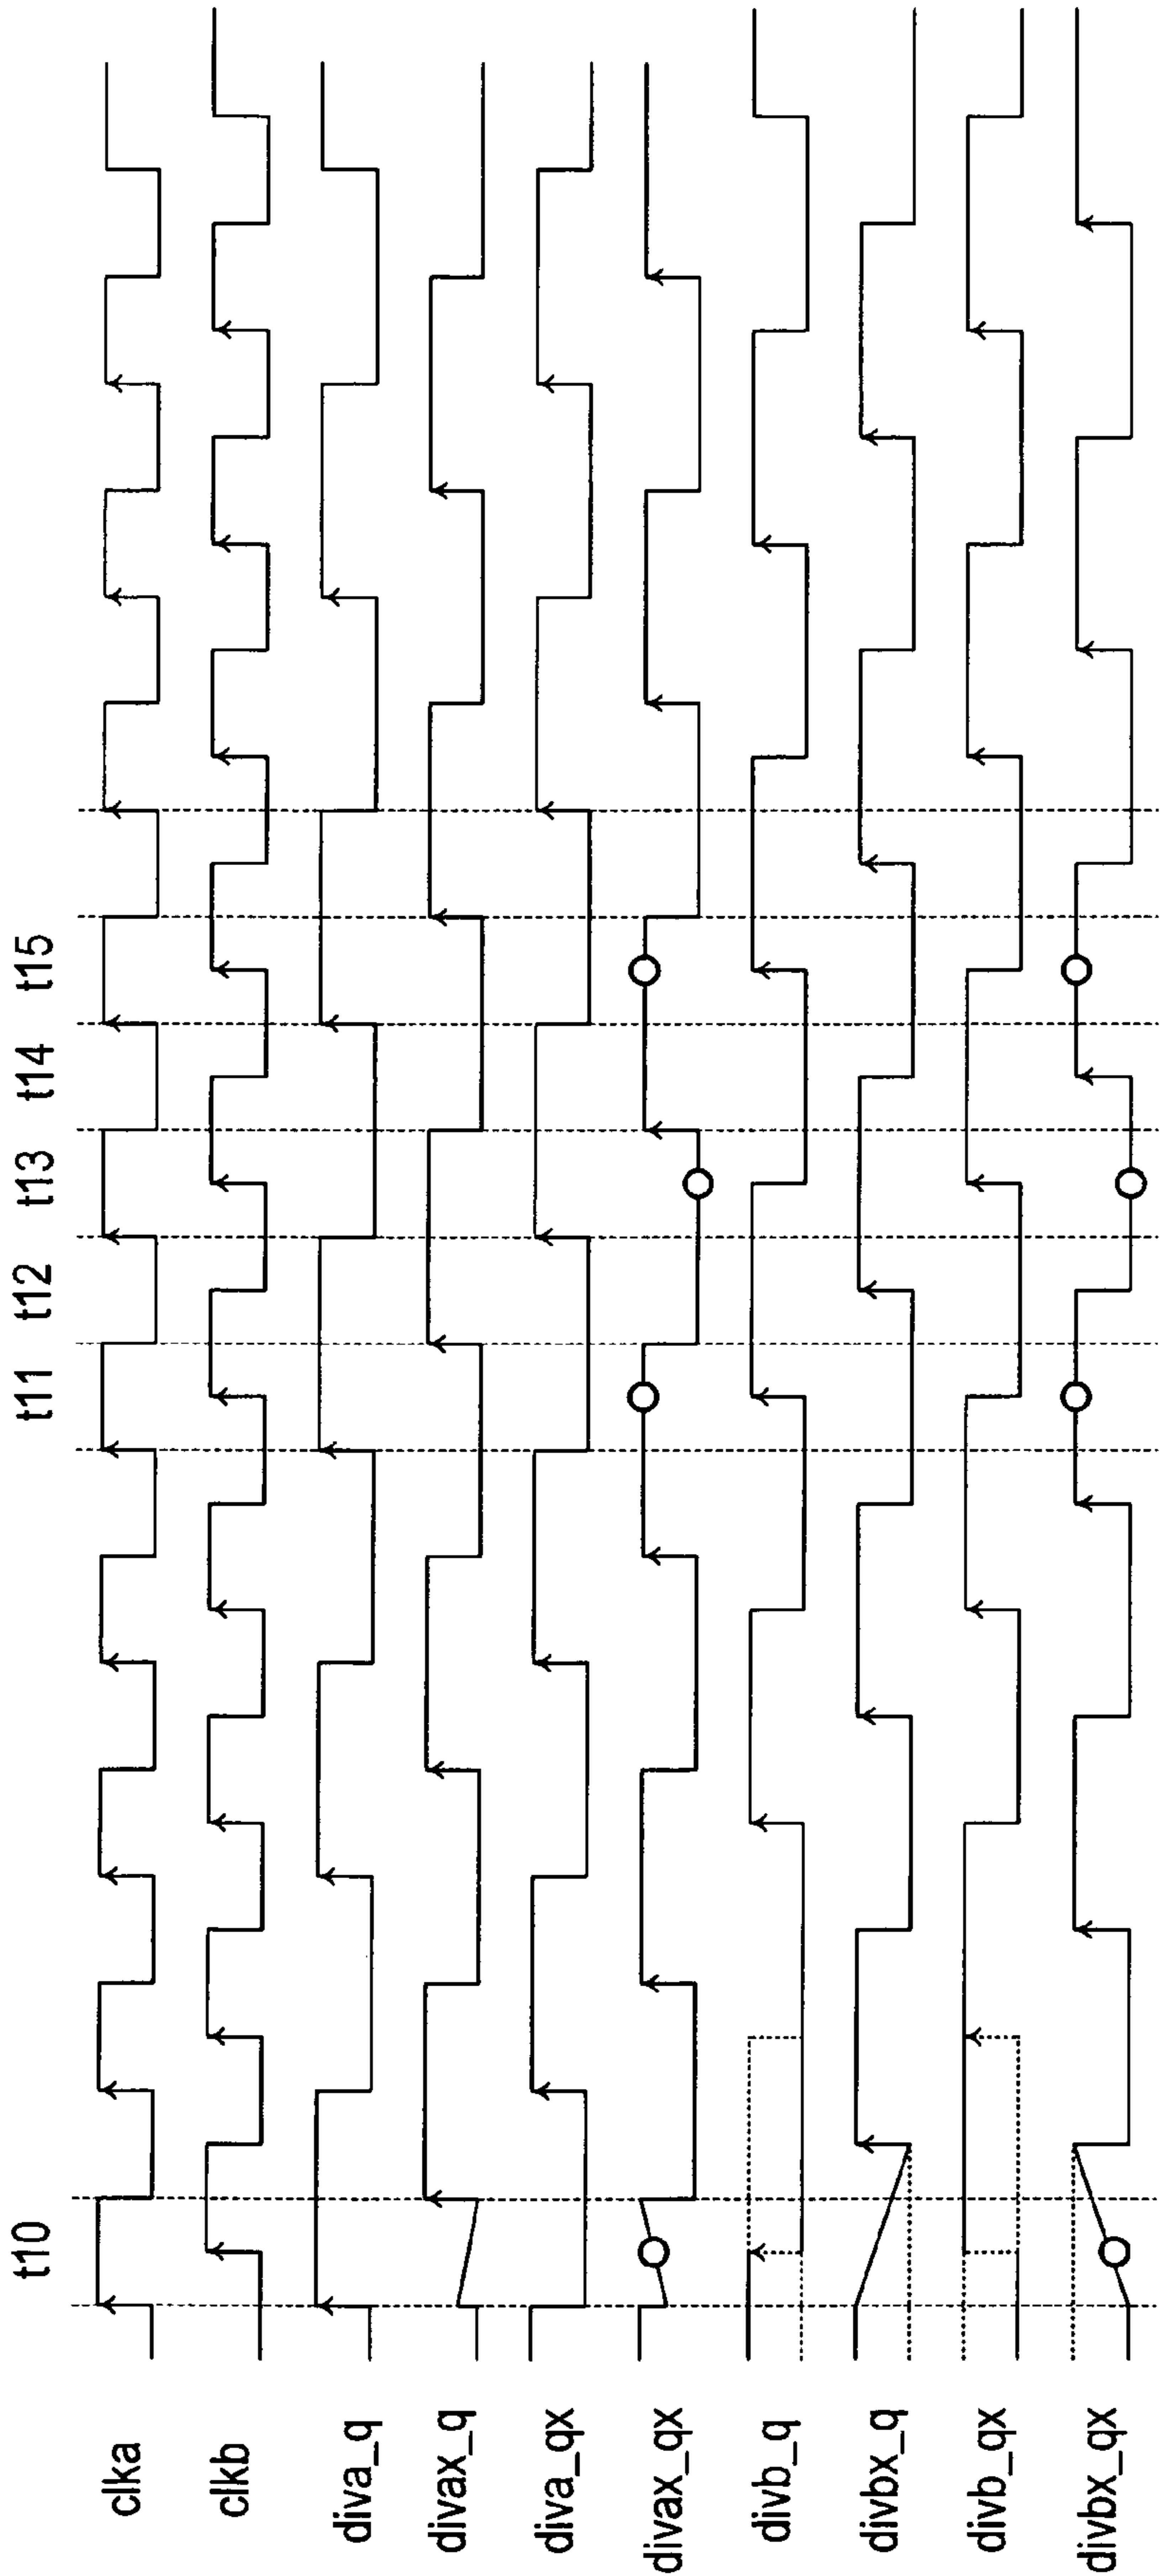 t10
t11
t12
t13
t14
t15
clka
clkb
diva_q
divax_q
diva_qx
divax_qx
divb_q
divbx_q
divb_qx
divbx_qx